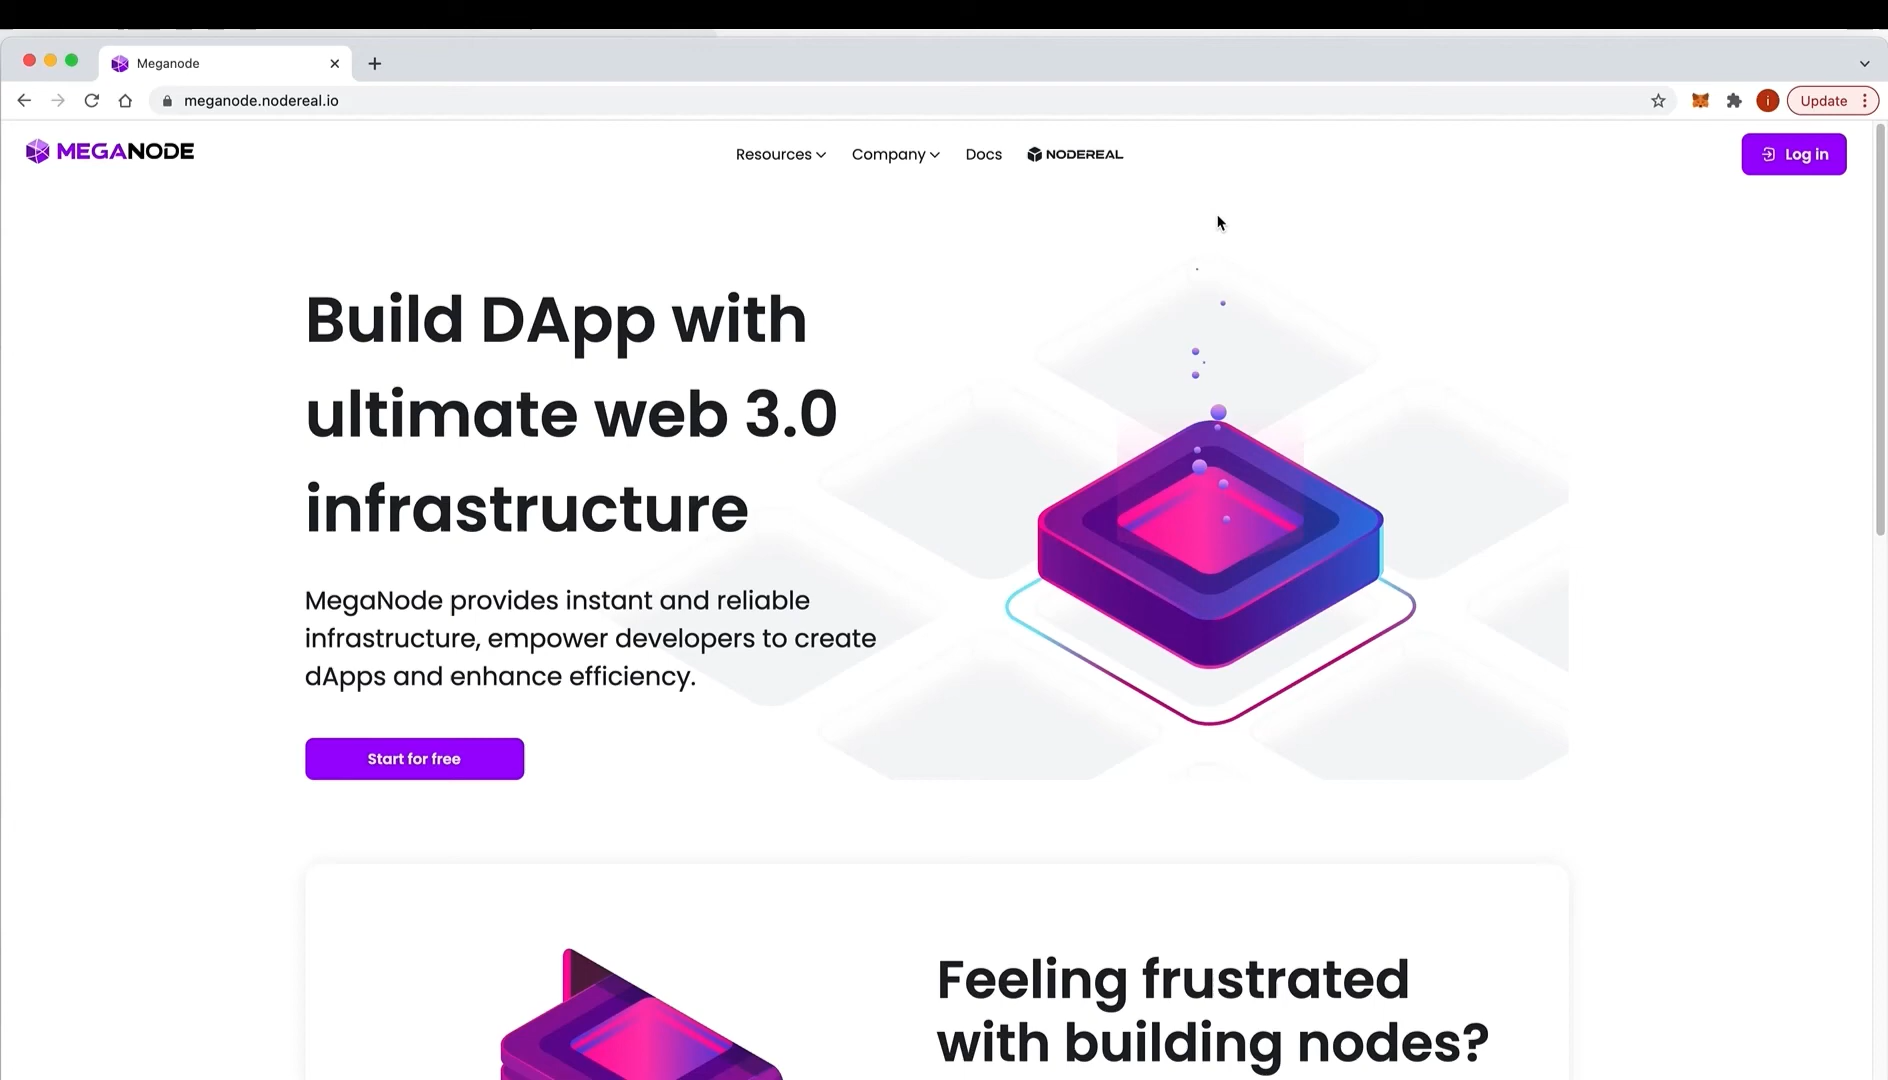 Meganode
meganode.nodereal.io
i
Update
MEGANODE
Resources
Company
Docs
NODEREAL
Log in
Build DApp with
ultimate web 3.0
infrastructure
MegaNode provides instant and reliable
infrastructure, empower developers to create
dApps and enhance efficiency.
Start for free
Feeling frustrated
with building nodes?